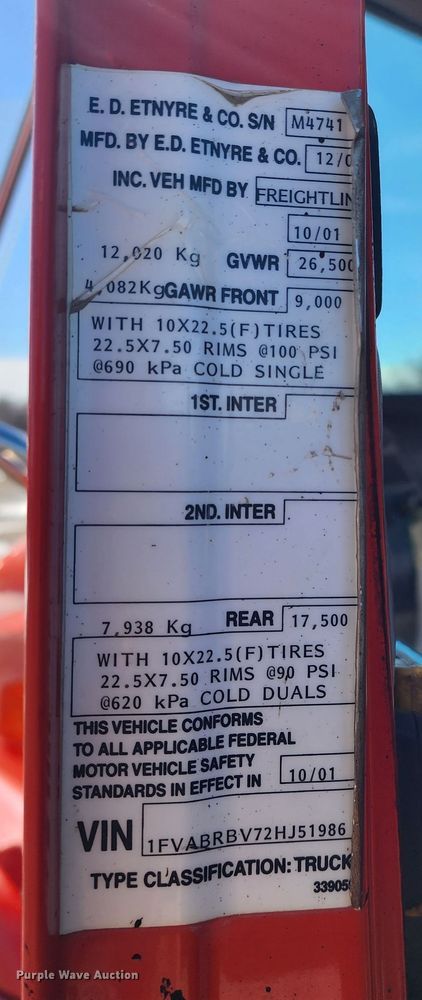 E. D. ETNYRE & CO. S/N M4741
MFD. BY E.D. ETNYRE & CO. 12/0
INC. VEH MFD BY FREIGHTLIN
10/01
12,020 Kg GVWR 26,500
4,082Kg GAWR FRONT 9,000
WITH 10X22.5(F)TIRES
22.5X7.50 RIMS @100 PSI
@690 kPa COLD SINGLE
1ST. INTER
2ND. INTER
7,938 Kg REAR 17,500
WITH 10X22.5(F)TIRES
22.5X7.50 RIMS @90 PSI
@620 kPa COLD DUALS
THIS VEHICLE CONFORMS
TO ALL APPLICABLE FEDERAL
MOTOR VEHICLE SAFETY
STANDARDS IN EFFECT IN 10/01
VIN 1FVABRBV72HJ51986
TYPE CLASSIFICATION: TRUCK
33905
Purple Wave Auction